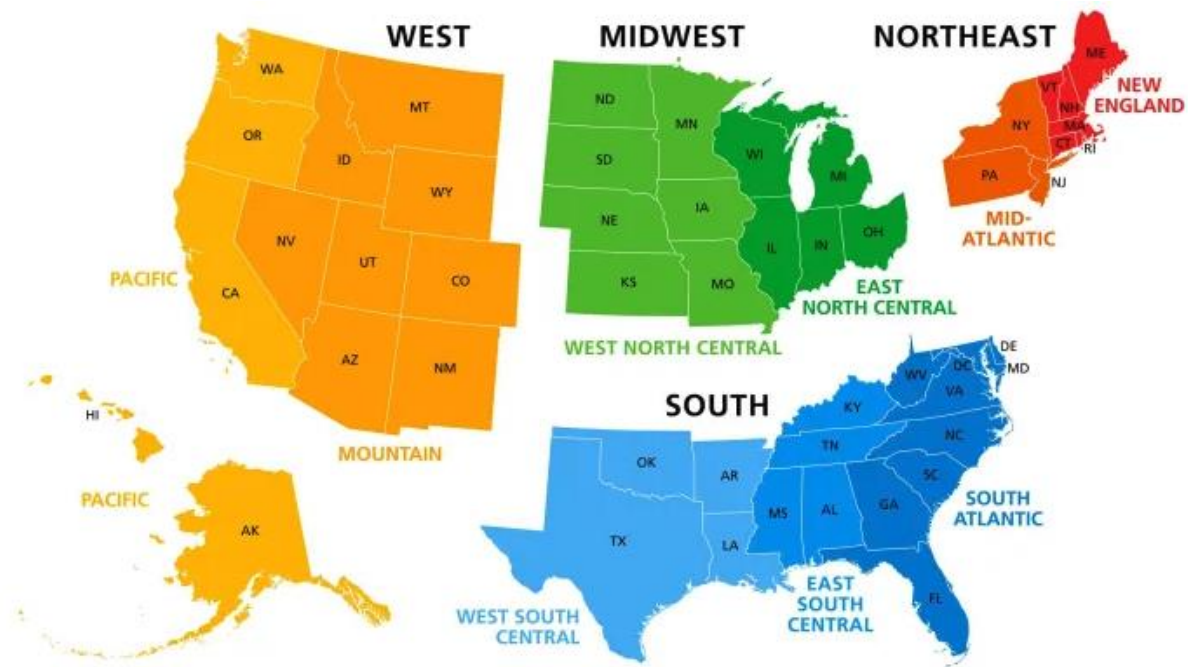 WEST
MIDWEST
NORTHEAST
WA
MT
OR
ID
WY
NV
UT
CO
CA
AZ
NM
PACIFIC
MOUNTAIN
HI
PACIFIC
AK
ND
MN
SD
WI
MI
NE
IA
IL
IN
OH
KS
MO
EAST
NORTH CENTRAL
WEST NORTH CENTRAL
ME
VT
NH
NEW
ENGLAND
NY
MA
CT
RI
PA
NJ
MID-
ATLANTIC
SOUTH
DE
WV
DC
MD
VA
KY
NC
TN
OK
AR
SC
MS
AL
GA
SOUTH
ATLANTIC
TX
LA
FL
EAST
SOUTH
CENTRAL
WEST SOUTH
CENTRAL